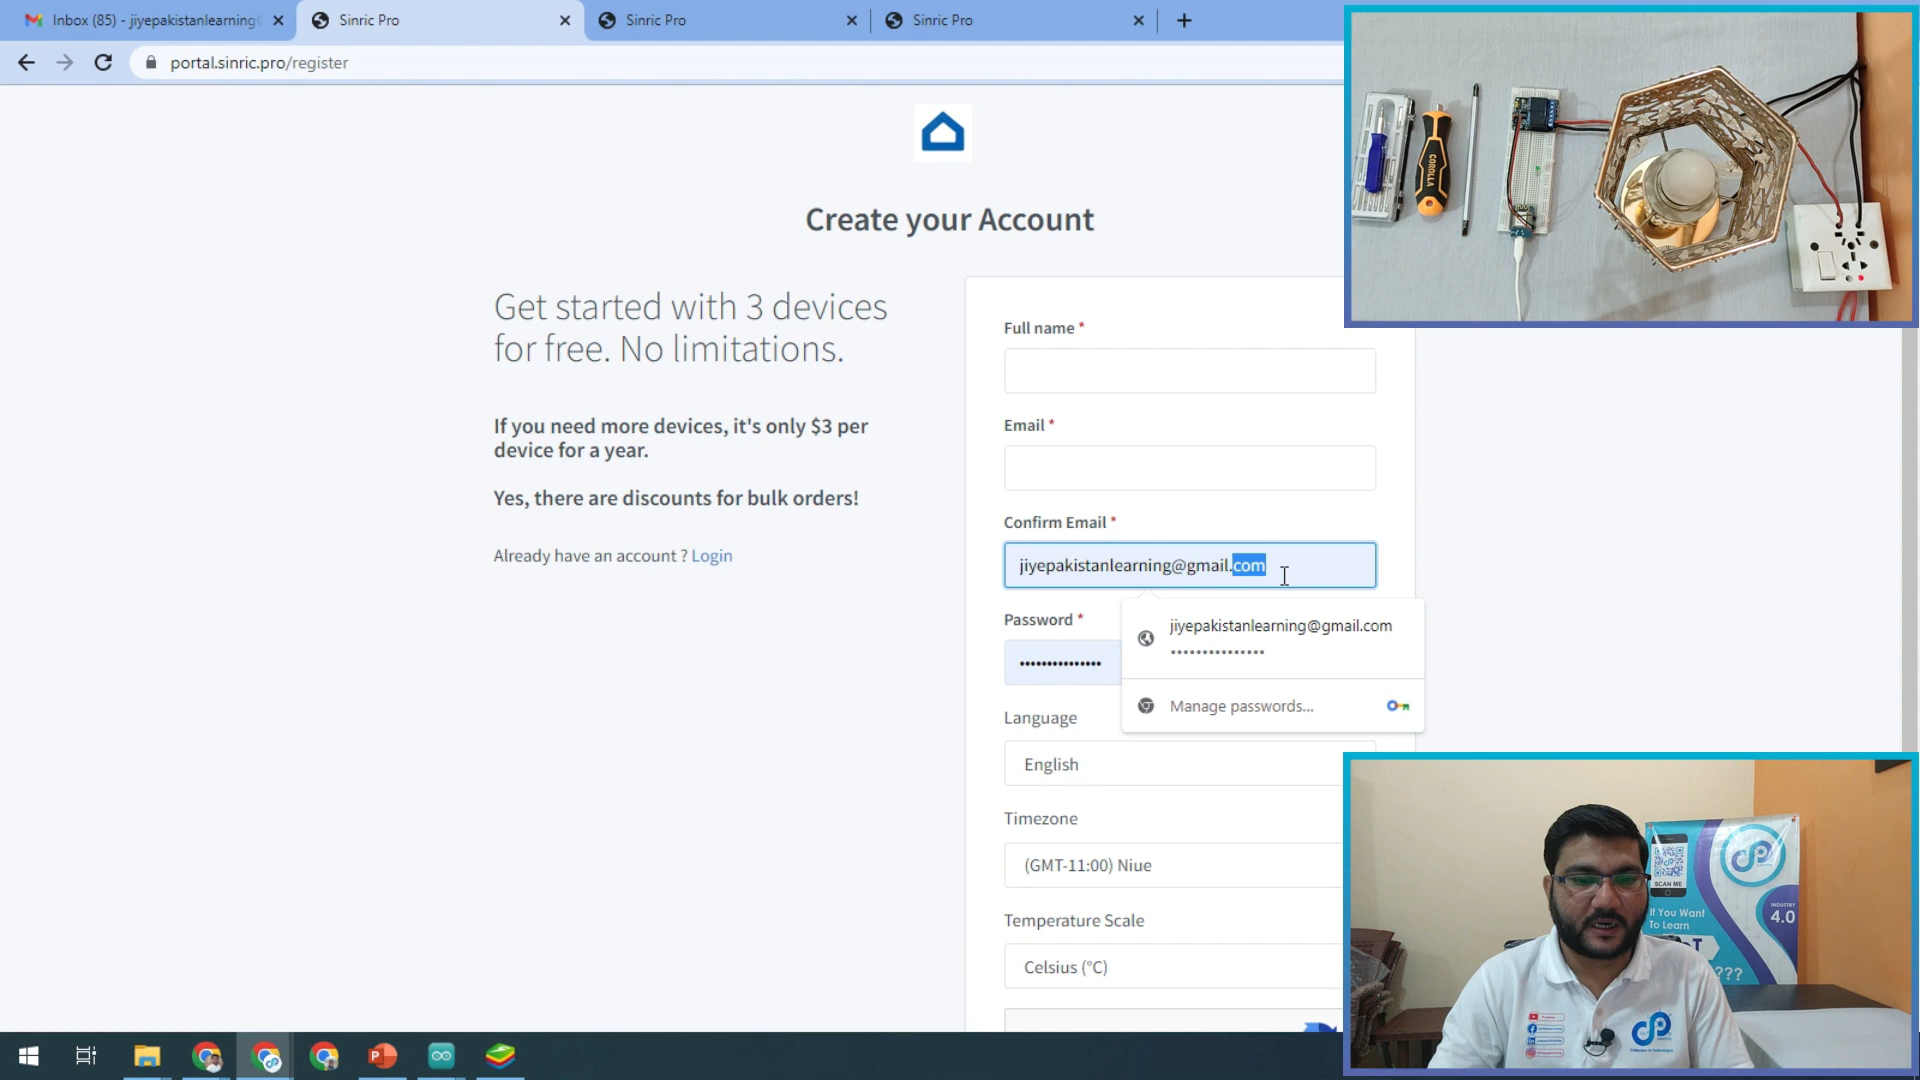 Inbox (85) - jiyepakistanlearning
Sinric Pro
Sinric Pro
Sinric Pro
portal.sinric.pro/register
Create your Account
Get started with 3 devices
for free. No limitations.
If you need more devices, it's only $3 per
device for a year.
Yes, there are discounts for bulk orders!
Already have an account ? Login
Full name *
Email *
Confirm Email *
jiyepakistanlearning@gmail.com
Password *
•••••••••••••••
jiyepakistanlearning@gmail.com
•••••••••••••••
Manage passwords...
Language
English
Timezone
(GMT-11:00) Niue
Temperature Scale
Celsius (°C)
COROLLA
SCAN ME
If You Want
To Learn
INDUSTRY
4.0
???